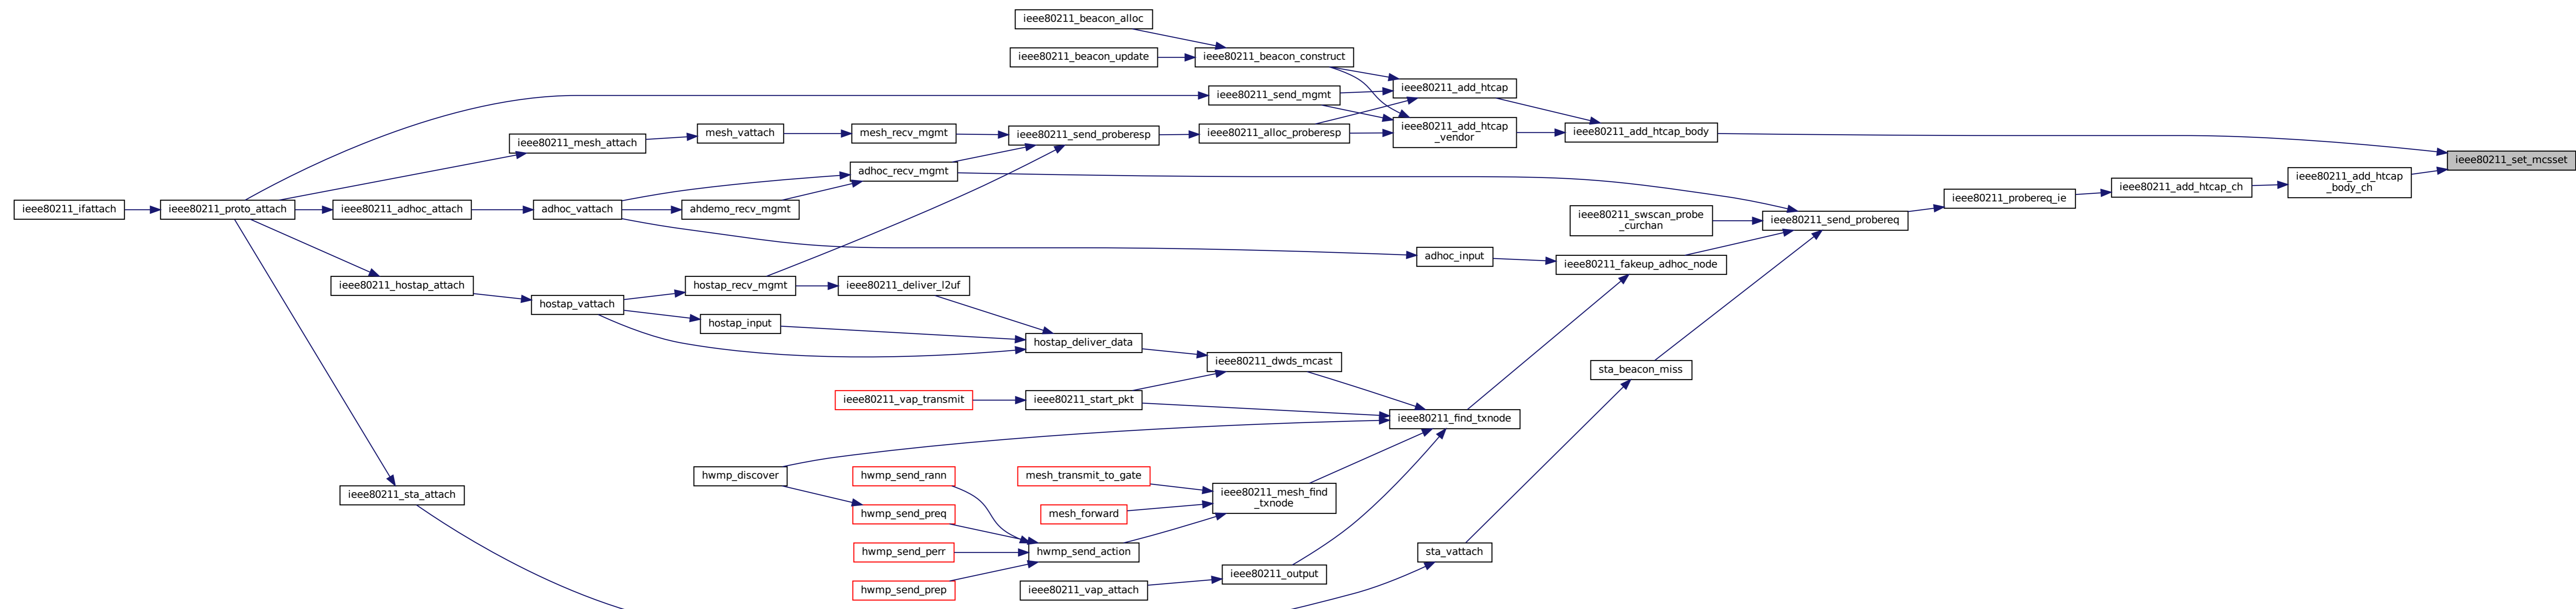 ieee80211_beacon_alloc
ieee80211_beacon_update
ieee80211_beacon_construct
ieee80211_add_htcap
ieee80211_send_mgmt
ieee80211_add_htcap
_vendor
mesh_vattach
mesh_recv_mgmt
ieee80211_send_proberesp
ieee80211_alloc_proberesp
ieee80211_add_htcap_body
ieee80211_mesh_attach
ieee80211_set_mcsset
adhoc_recv_mgmt
ieee80211_add_htcap
body_ch
ieee80211_add_htcap_ch
ieee80211_probereq_ie
ieee80211_ifattach
ieee80211_proto_attach
ieee80211_adhoc_attach
adhoc_vattach
ahdemo_recv_mgmt
ieee80211_swscan_probe
_curchan
ieee80211_send_probereq
adhoc_input
ieee80211_fakeup_adhoc_node
ieee80211_hostap_attach
hostap_recv_mgmt
ieee80211_deliver_l2uf
hostap_vattach
hostap_input
hostap_deliver_data
ieee80211_dwds_mcast
sta_beacon_miss
ieee80211_vap_transmit
ieee80211_start_pkt
ieee80211_find_txnode
hwmp_discover
hwmp_send_rann
mesh_transmit_to_gate
ieee80211_sta_attach
ieee80211_mesh_find
_txnode
hwmp_send_preq
mesh_forward
hwmp_send_perr
hwmp_send_action
sta_vattach
ieee80211_output
hwmp_send_prep
ieee80211_vap_attach